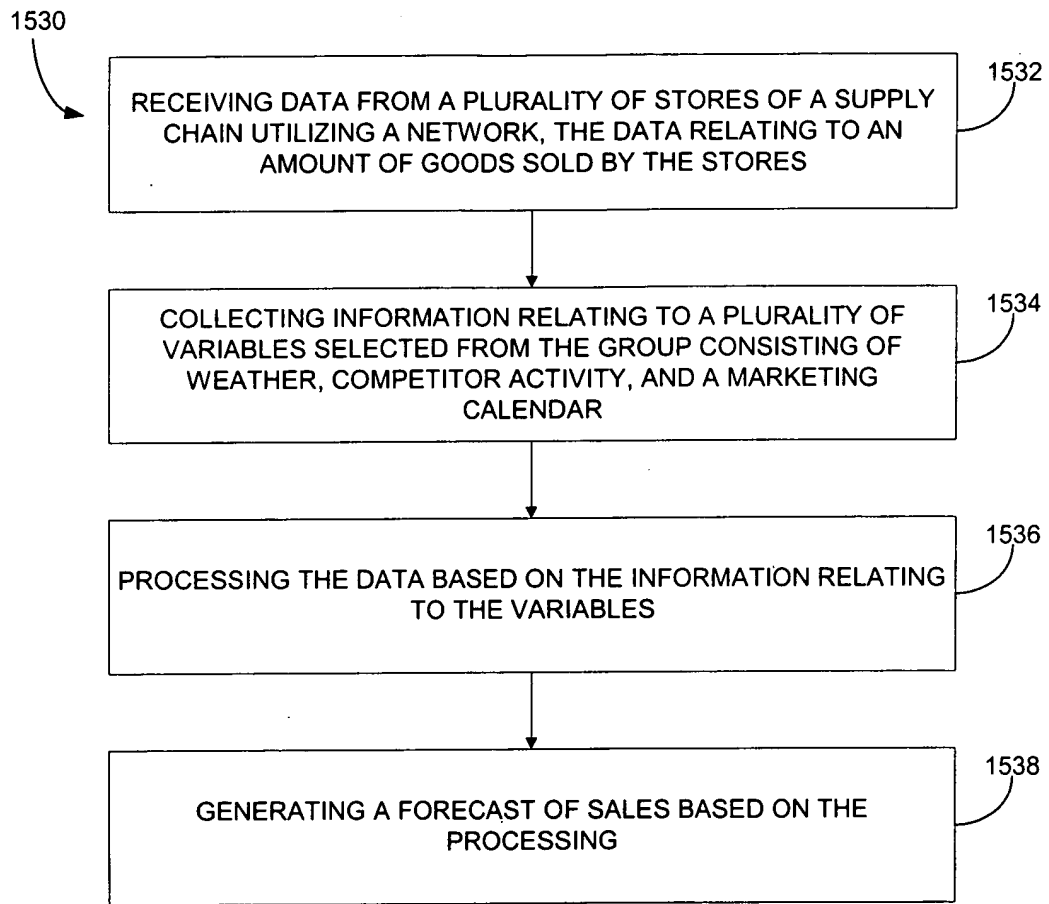 1530
1532
RECEIVING DATA FROM A PLURALITY OF STORES OF A SUPPLY
CHAIN UTILIZING A NETWORK, THE DATA RELATING TO AN
AMOUNT OF GOODS SOLD BY THE STORES
1534
COLLECTING INFORMATION RELATING TO A PLURALITY OF
VARIABLES SELECTED FROM THE GROUP CONSISTING OF
WEATHER, COMPETITOR ACTIVITY, AND A MARKETING
CALENDAR
1536
PROCESSING THE DATA BASED ON THE INFORMATION RELATING
TO THE VARIABLES
1538
GENERATING A FORECAST OF SALES BASED ON THE
PROCESSING